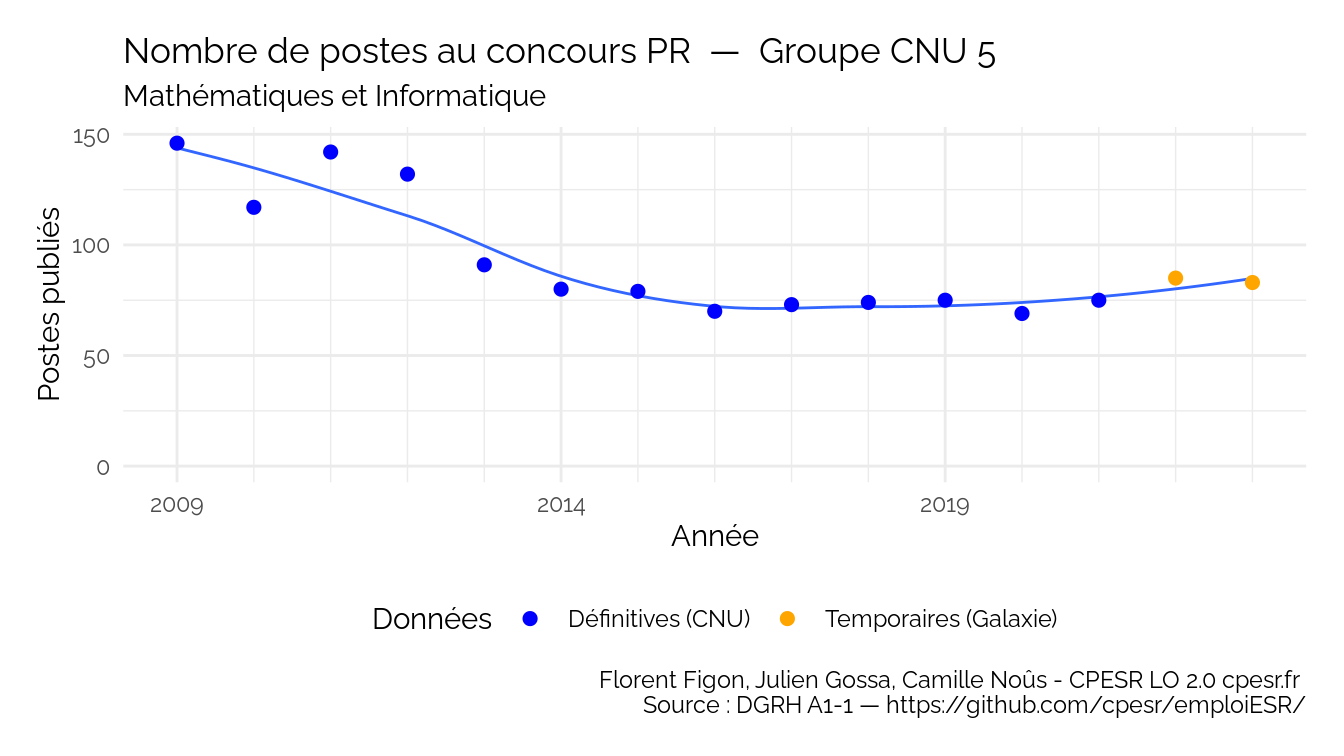 Nombre de postes au concours PR — Groupe CNU 5
Mathématiques et Informatique
Postes publiés
150
100
50
0
2009 2014 2019
Année
Données Définitives (CNU) Temporaires (Galaxie)
Florent Figon, Julien Gossa, Camille Noûs - CPESR LO 2.0 cpesr.fr
Source : DGRH A1-1 — https://github.com/cpesr/emploiESR/